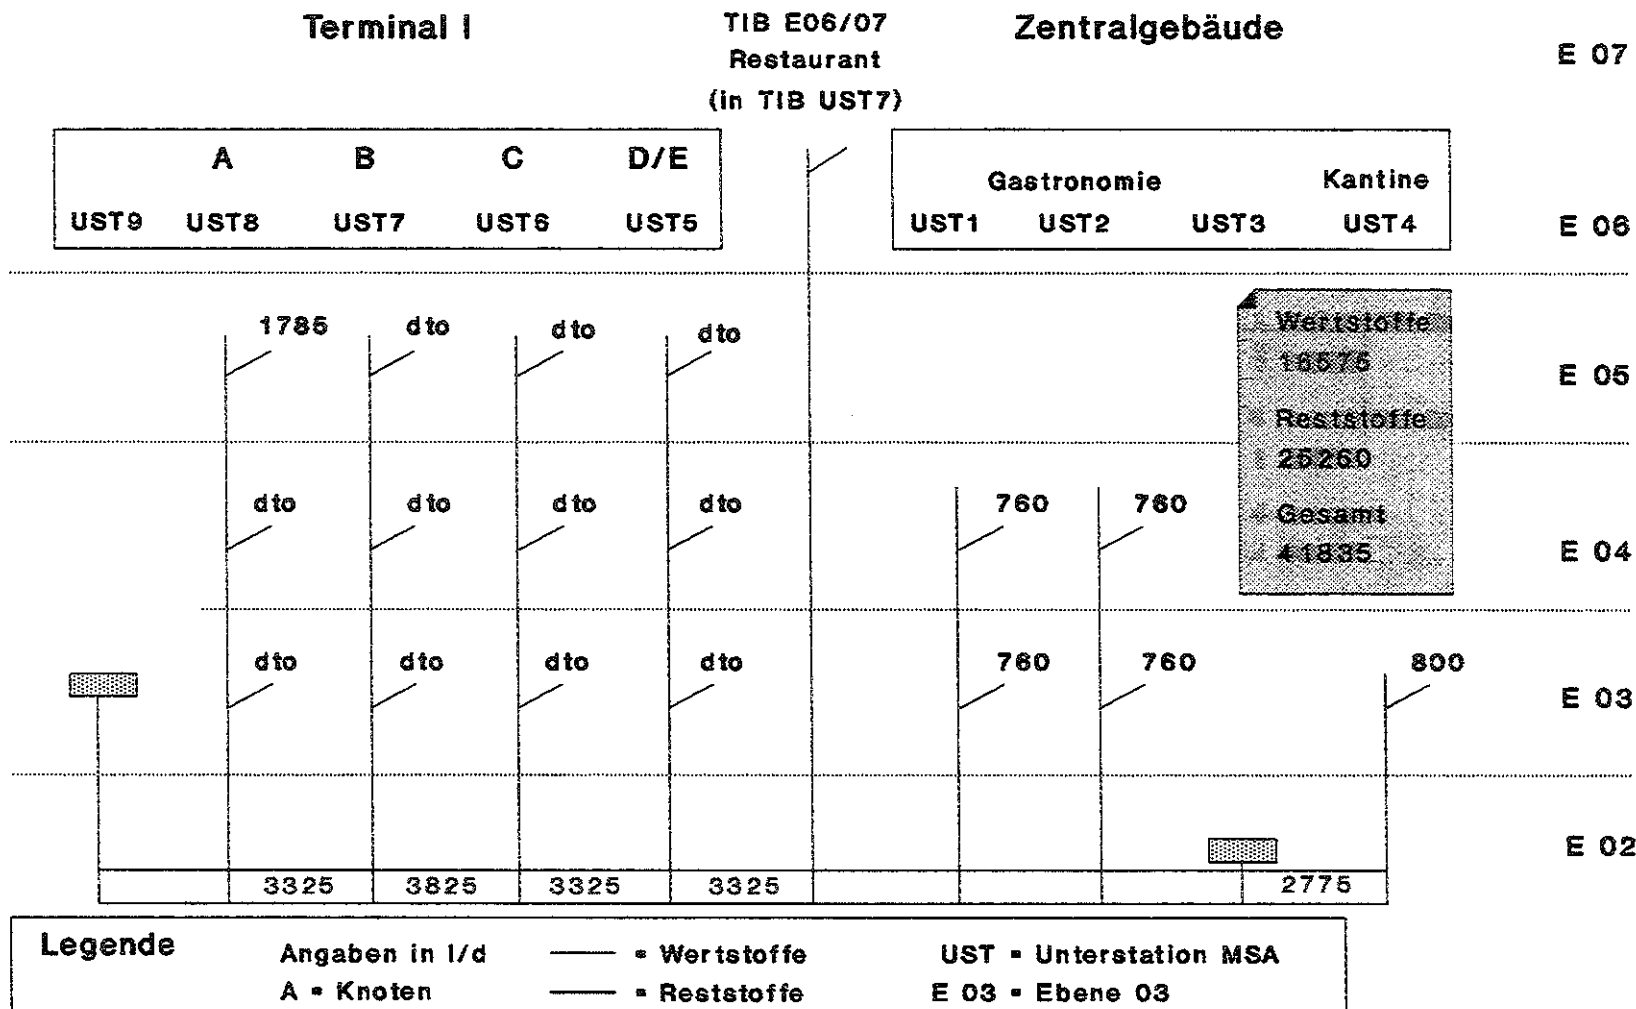 Terminal I
TIB E06/07
Restaurant
(in TIB UST7)
Zentralgebäude
E 07
A B C D/E
UST9 UST8 UST7 UST6 UST5
Gastronomie Kantine
UST1 UST2 UST3 UST4
E 06
1785 dto dto dto
Wertstoffe
16575
Reststoffe
25260
Gesamt
41835
E 05
dto dto dto dto 760 760
E 04
dto dto dto dto 760 760 800
E 03
E 02
3325 3825 3325 3325 2775
Legende
Angaben in l/d = Wertstoffe UST = Unterstation MSA
A = Knoten = Reststoffe E 03 = Ebene 03